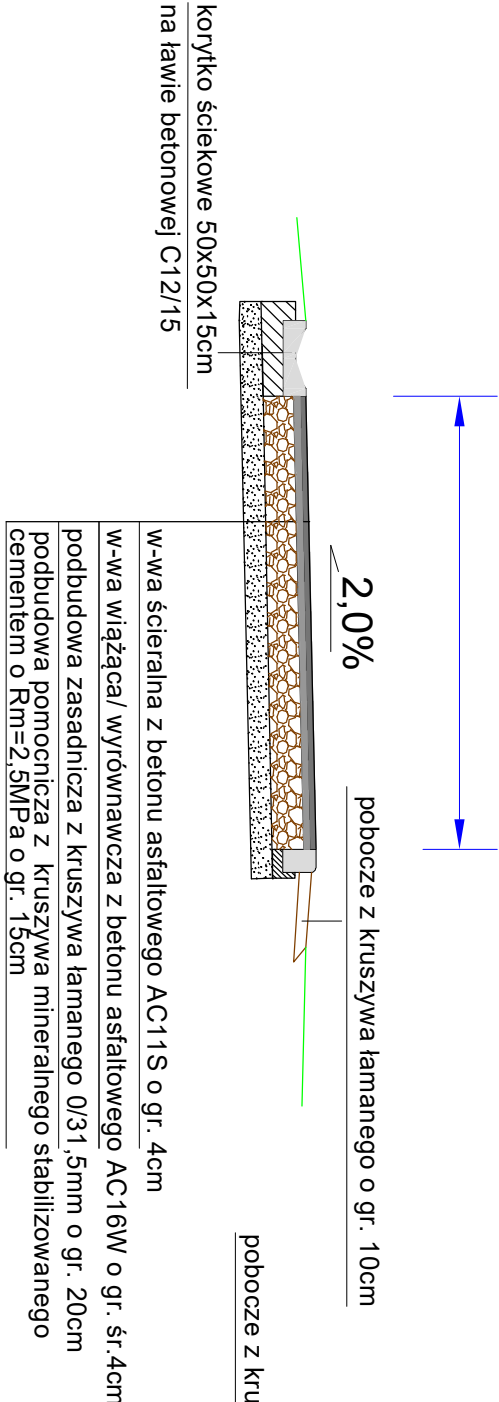 korytko ściekowe 50x50x15cm
na ławie betonowej C12/15
2,0%
pobocze z kruszywa łamanego o gr. 10cm
w-wa ścieralna z betonu asfaltowego AC11S o gr. 4cm
w-wa wiążąca/ wyrównawcza z betonu asfaltowego AC16W o gr. śr.4cm
podbudowa zasadnicza z kruszywa łamanego 0/31,5mm o gr. 20cm
podbudowa pomocnicza z kruszywa mineralnego stabilizowanego
cementem o Rm=2,5MPa o gr. 15cm
pobocze z kru